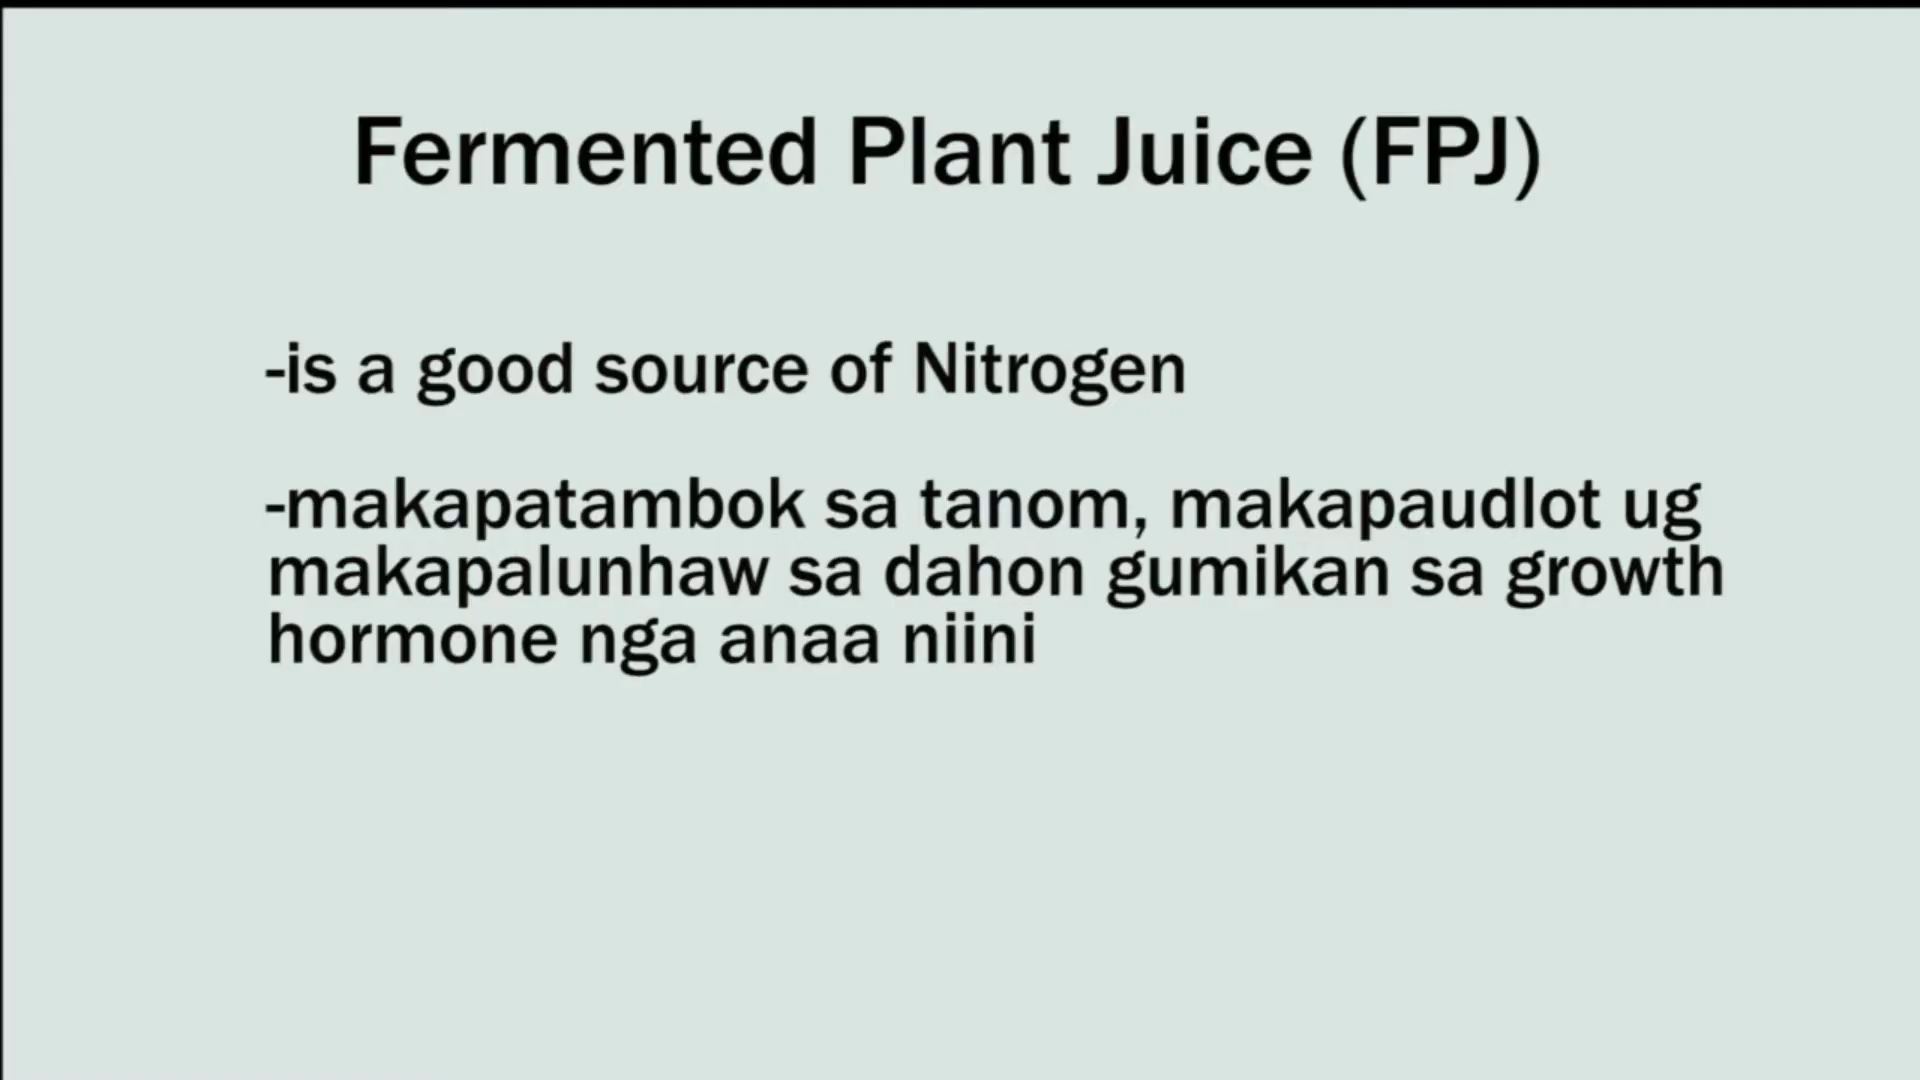 Fermented Plant Juice (FPJ)
-is a good source of Nitrogen
-makapatambok sa tanom, makapaudlot ug
makapalunhaw sa dahon gumikan sa growth
hormone nga anaa niini